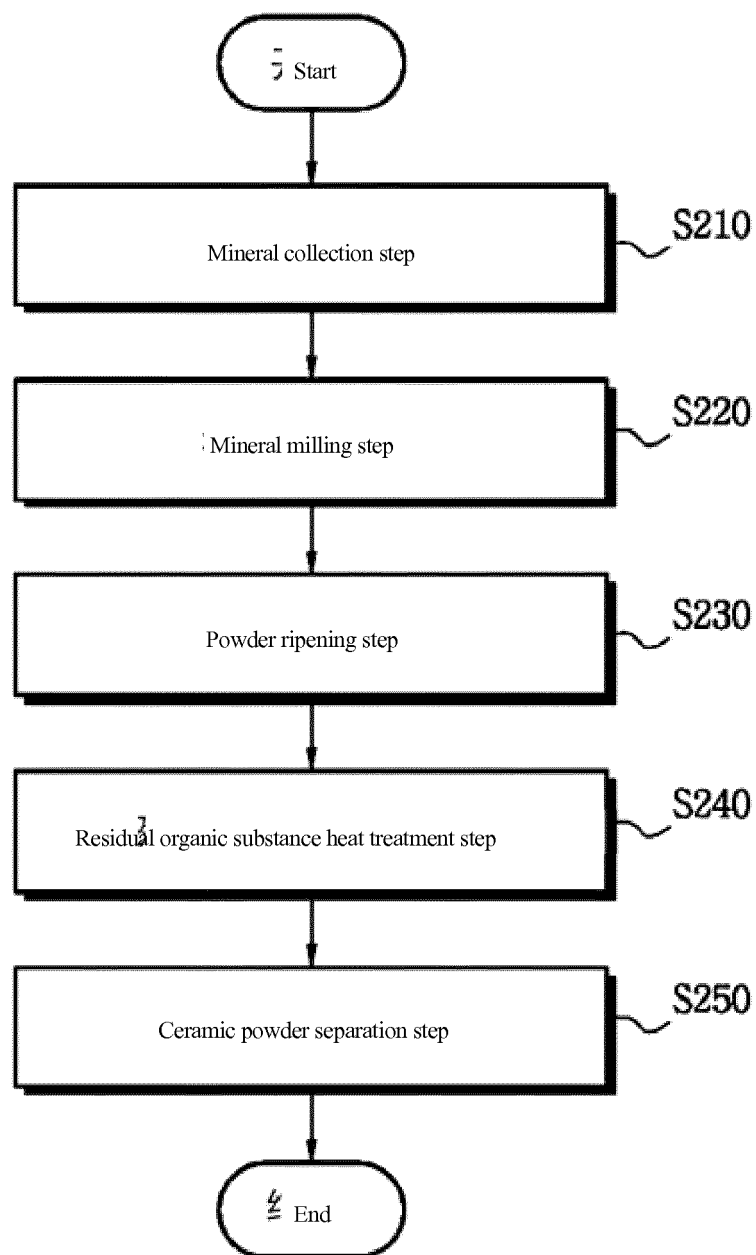 Start
Mineral collection step
S210
Mineral milling step
S220
Powder ripening step
S230
Residual organic substance heat treatment step
S240
Ceramic powder separation step
S250
End